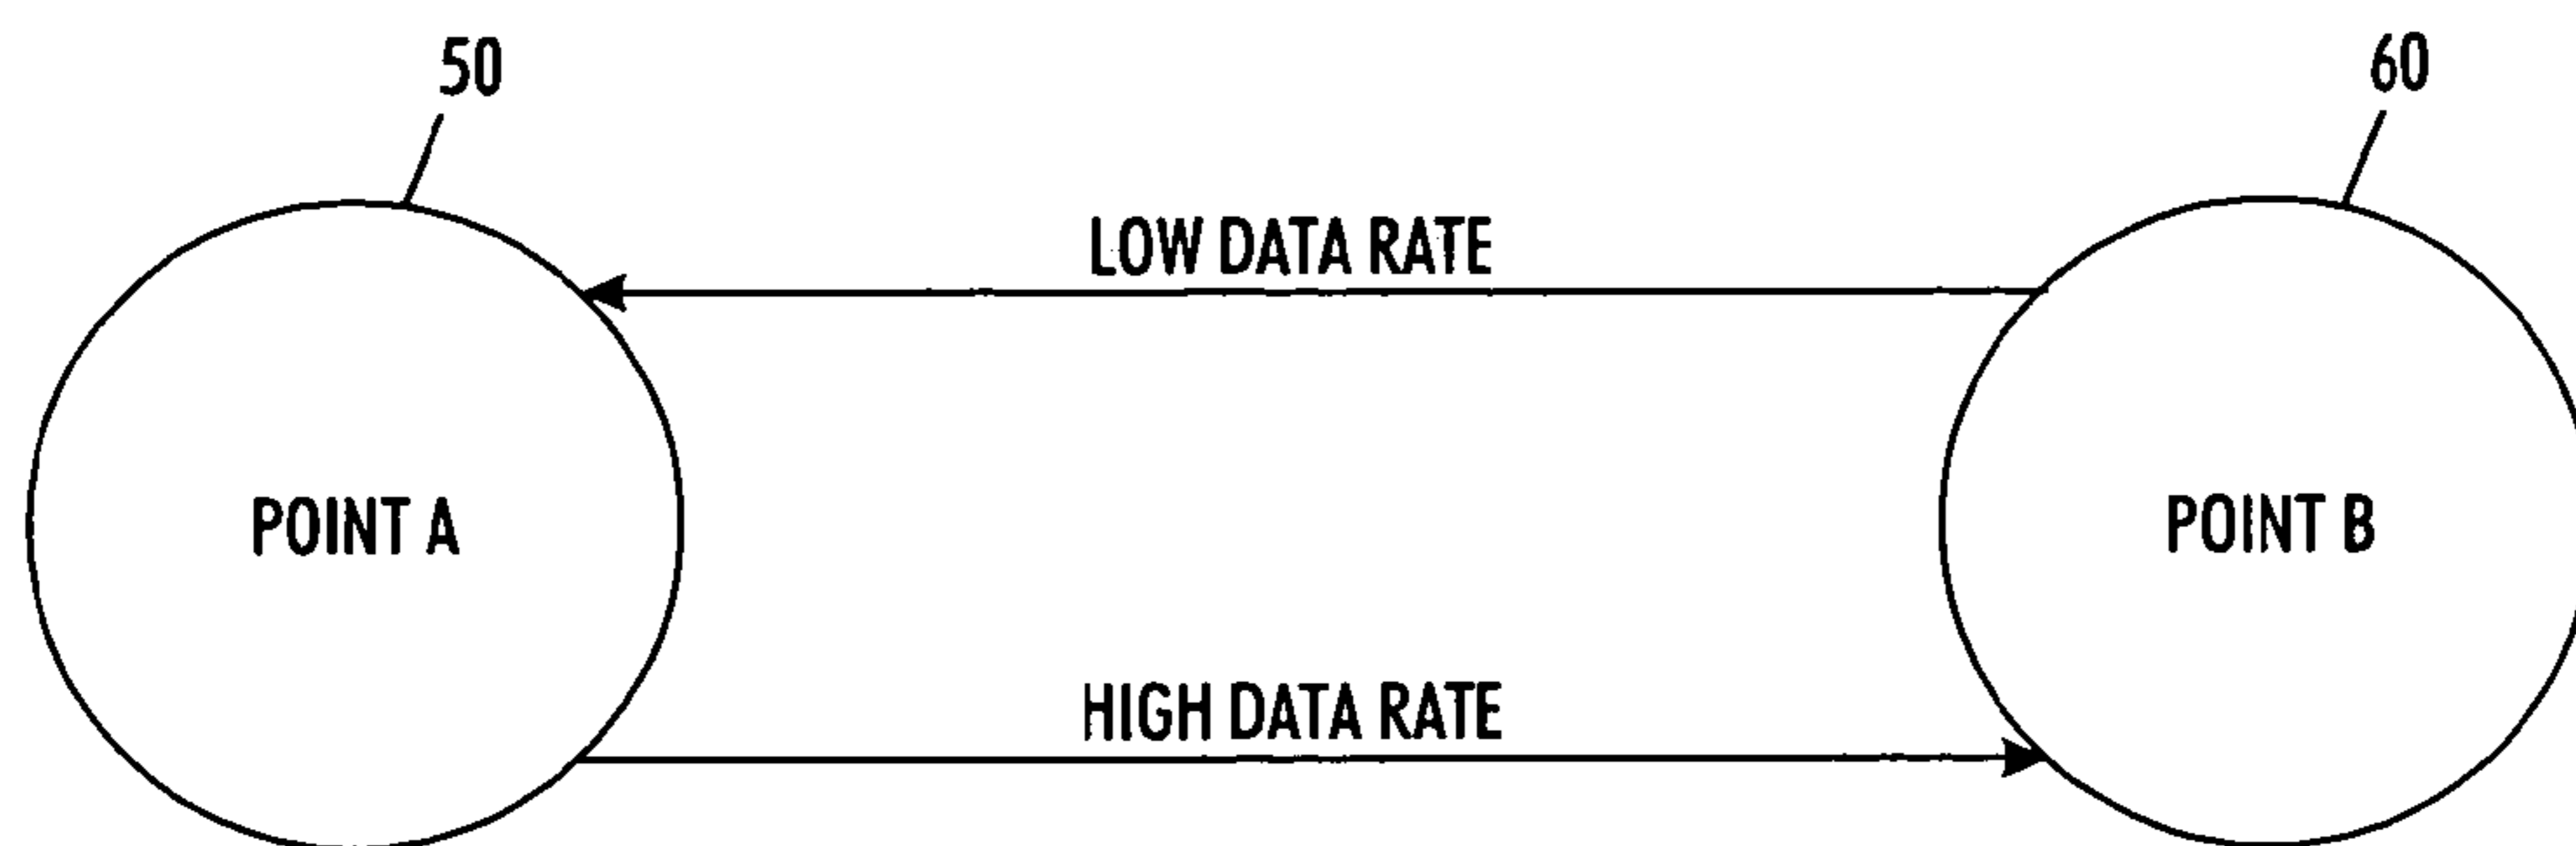 50
60
LOW DATA RATE
POINT A
POINT B
HIGH DATA RATE